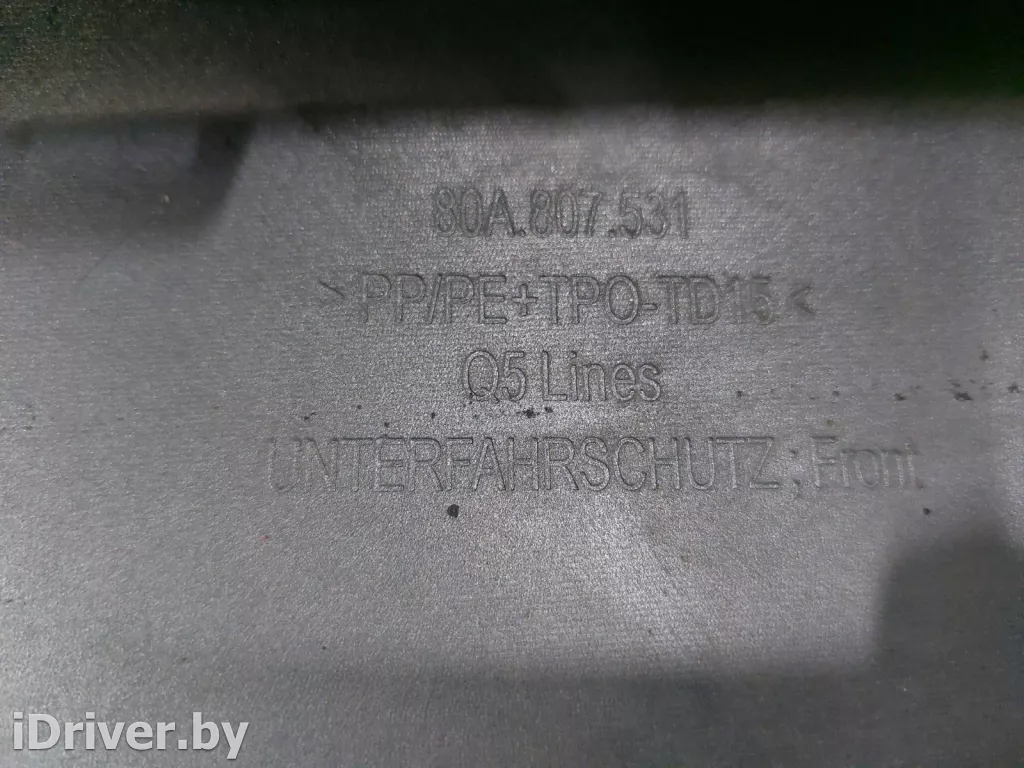 80A.807.531
>PP/PE+TPO-TD15<
Q5 Lines
UNTERFAHRSCHUTZ; Front
iDriver.by